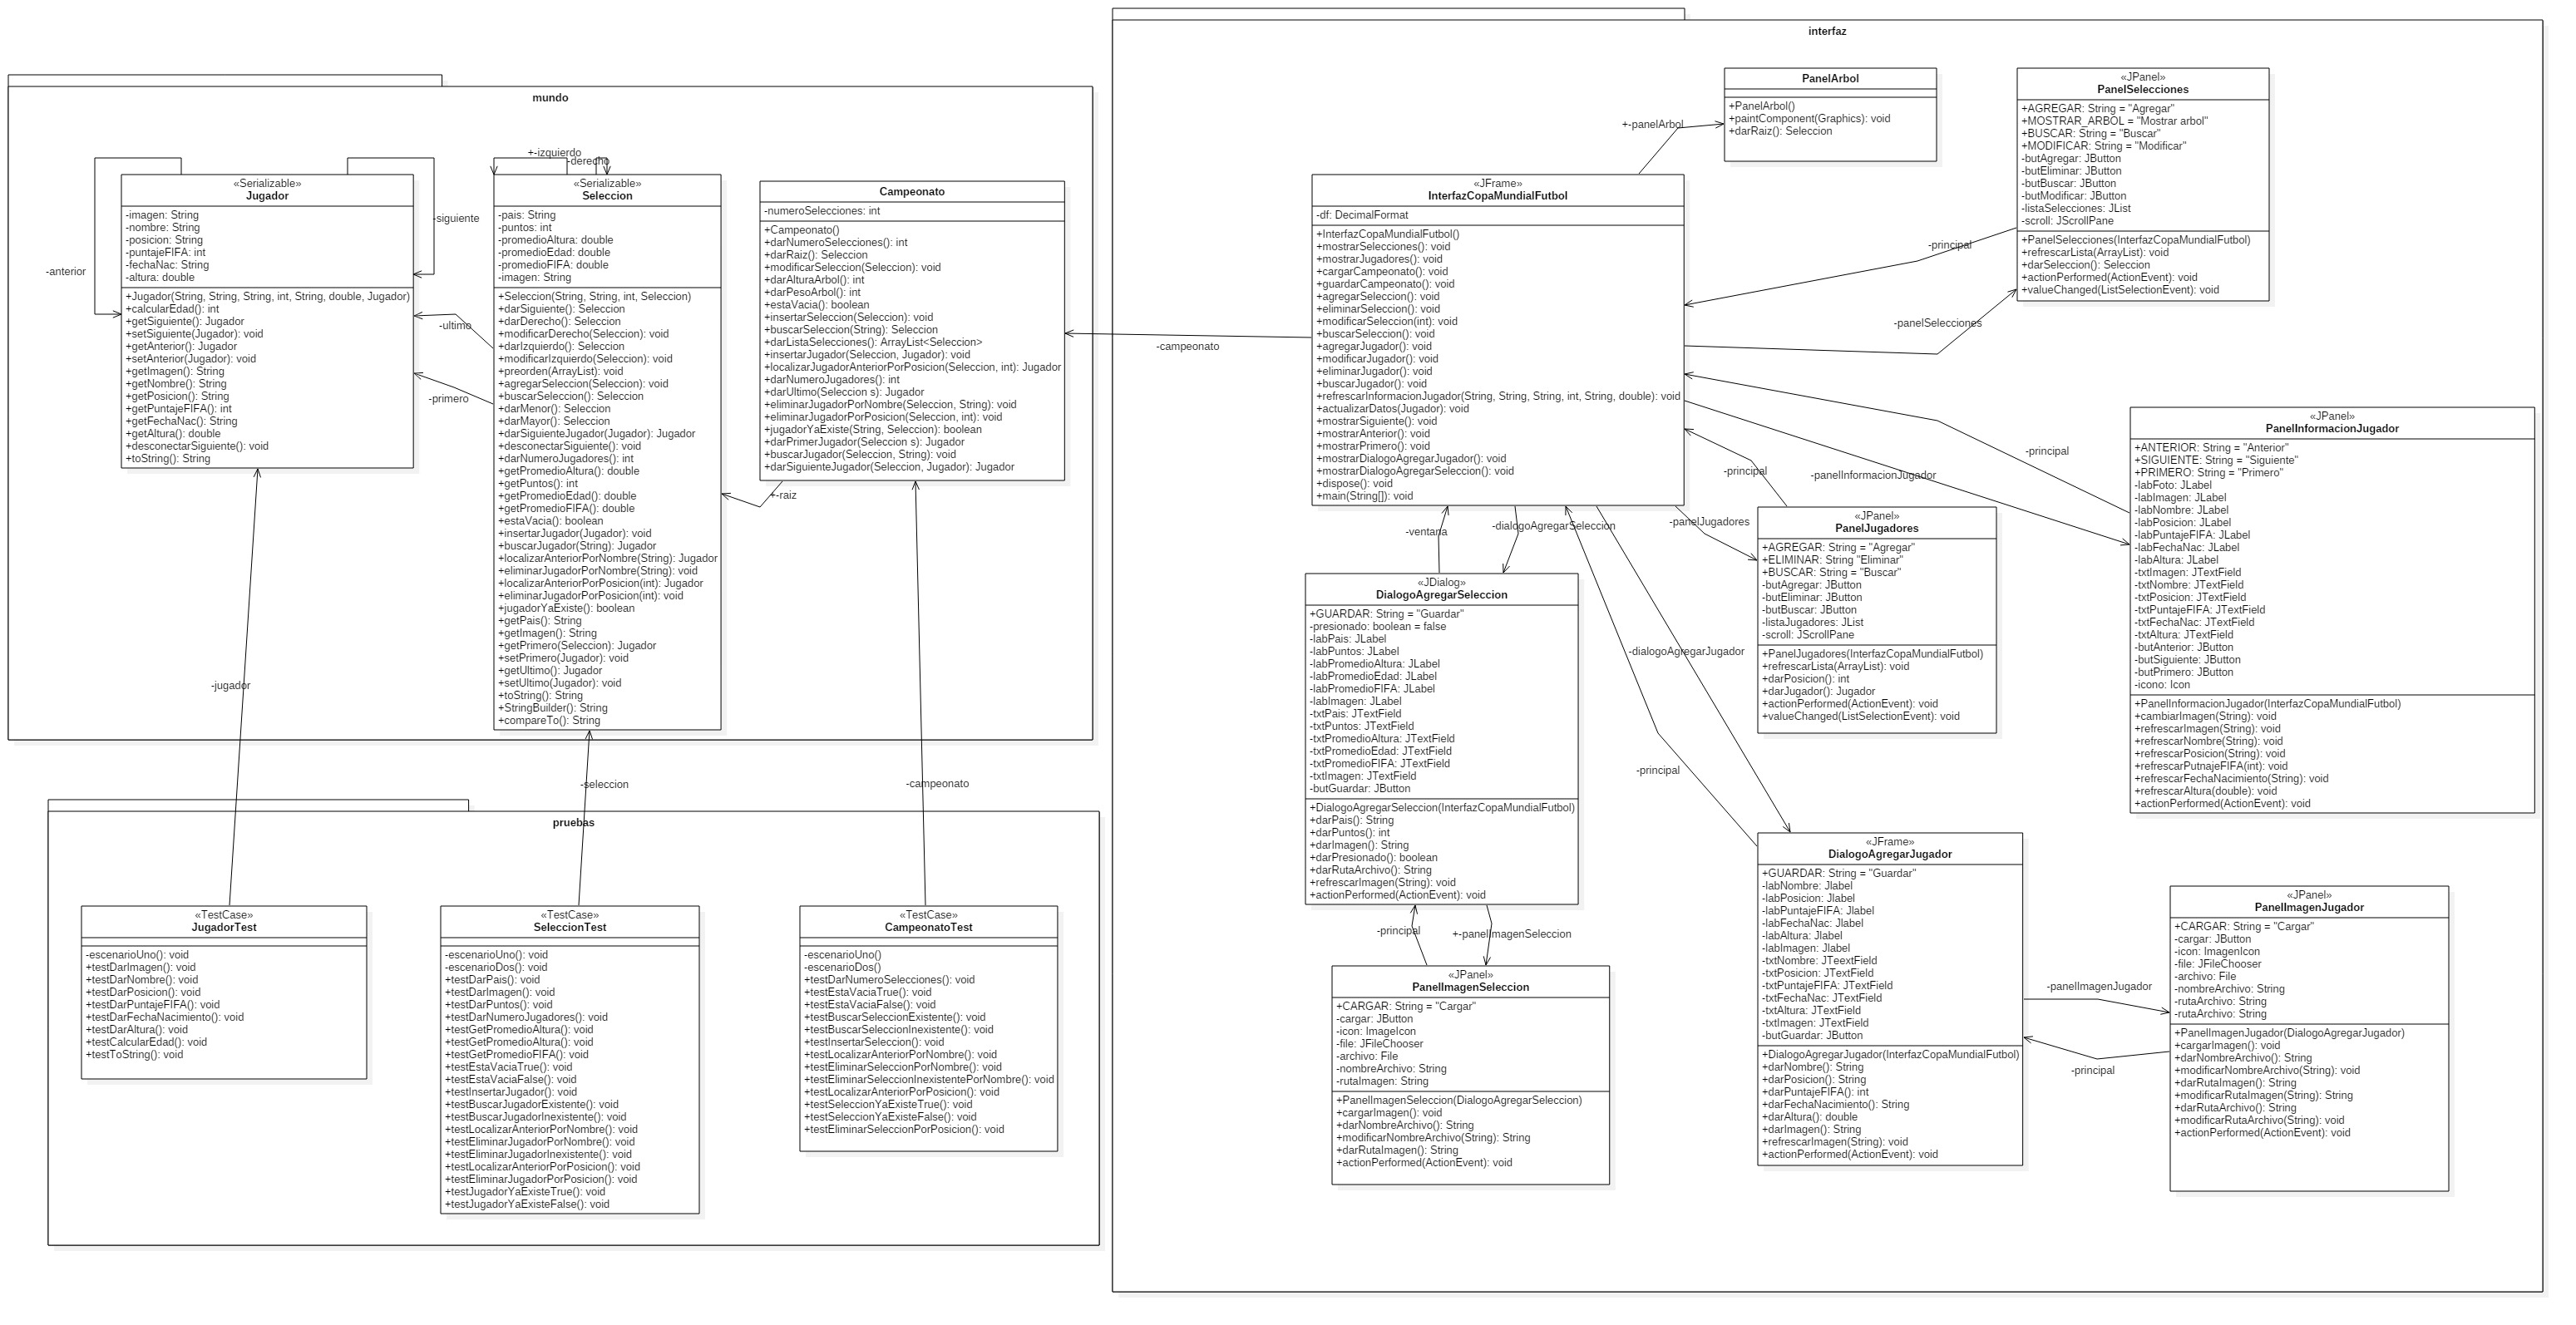 mundo
«Serializable»
Jugador
-imagen: String
-nombre: String
-posicion: String
-puntajeFIFA: int
-fechaNac: String
-altura: double
+Jugador(String, String, String, int, String, double, Jugador)
+calcularEdad(): int
+getSiguiente(): Jugador
+setSiguiente(Jugador): void
+getAnterior(): Jugador
+setAnterior(Jugador): void
+getImagen(): String
+getNombre(): String
+getPosicion(): String
+getPuntajeFIFA(): int
+getFechaNac(): String
+getAltura(): double
+desconectarSiguiente(): void
+toString(): String
-anterior
-siguiente
+-izquierdo
-derecho
«Serializable»
Seleccion
-pais: String
-puntos: int
-promedioAltura: double
-promedioEdad: double
-promedioFIFA: double
-imagen: String
+Seleccion(String, String, int, Seleccion)
+darSiguiente(): Seleccion
+darDerecho(): Seleccion
+modificarDerecho(Seleccion): void
+darIzquierdo(): Seleccion
+modificarIzquierdo(Seleccion): void
+preorden(ArrayList): void
+agregarSeleccion(Seleccion): void
+buscarSeleccion(): Seleccion
+darMenor(): Seleccion
+darMayor(): Seleccion
+darSiguienteJugador(Jugador): Jugador
+desconectarSiguiente(): void
+darNumeroJugadores(): int
+getPromedioAltura(): double
+getPuntos(): int
+getPromedioEdad(): double
+getPromedioFIFA(): double
+estaVacia(): boolean
+insertarJugador(Jugador): void
+buscarJugador(String): Jugador
+localizarAnteriorPorNombre(String): Jugador
+eliminarJugadorPorNombre(String): void
+localizarAnteriorPorPosicion(int): Jugador
+eliminarJugadorPorPosicion(int): void
+jugadorYaExiste(): boolean
+getPais(): String
+getImagen(): String
+getPrimero(Seleccion): Jugador
+setPrimero(Jugador): void
+getUltimo(): Jugador
+setUltimo(Jugador): void
+toString(): String
+StringBuilder(): String
+compareTo(): String
-ultimo
-primero
Campeonato
-numeroSelecciones: int
+Campeonato()
+darNumeroSelecciones(): int
+darRaiz(): Seleccion
+modificarSeleccion(Seleccion): void
+darAlturaArbol(): int
+darPesoArbol(): int
+estaVacia(): boolean
+insertarSeleccion(Seleccion): void
+buscarSeleccion(String): Seleccion
+darListaSelecciones(): ArrayList<Seleccion>
+insertarJugador(Seleccion, Jugador): void
+localizarJugadorAnteriorPorPosicion(Seleccion, int): Jugador
+darNumeroJugadores(): int
+darUltimo(Seleccion s): Jugador
+eliminarJugadorPorNombre(Seleccion, String): void
+eliminarJugadorPorPosicion(Seleccion, int): void
+jugadorYaExiste(String, Seleccion): boolean
+darPrimerJugador(Seleccion s): Jugador
+buscarJugador(Seleccion, String): void
+darSiguienteJugador(Seleccion, Jugador): Jugador
+-raiz
-campeonato
-jugador
-seleccion
-campeonato
pruebas
«TestCase»
JugadorTest
-escenarioUno(): void
+testDarImagen(): void
+testDarNombre(): void
+testDarPosicion(): void
+testDarPuntajeFIFA(): void
+testDarFechaNacimiento(): void
+testDarAltura(): void
+testCalcularEdad(): void
+testToString(): void
«TestCase»
SeleccionTest
-escenarioUno(): void
-escenarioDos(): void
+testDarPais(): void
+testDarImagen(): void
+testDarPuntos(): void
+testDarNumeroJugadores(): void
+testGetPromedioAltura(): void
+testGetPromedioAltura(): void
+testGetPromedioFIFA(): void
+testEstaVaciaTrue(): void
+testEstaVaciaFalse(): void
+testInsertarJugador(): void
+testBuscarJugadorExistente(): void
+testBuscarJugadorInexistente(): void
+testLocalizarAnteriorPorNombre(): void
+testEliminarJugadorPorNombre(): void
+testEliminarJugadorInexistente(): void
+testLocalizarAnteriorPorPosicion(): void
+testEliminarJugadorPorPosicion(): void
+testJugadorYaExisteTrue(): void
+testJugadorYaExisteFalse(): void
«TestCase»
CampeonatoTest
-escenarioUno()
-escenarioDos()
+testDarNumeroSelecciones(): void
+testEstaVaciaTrue(): void
+testEstaVaciaFalse(): void
+testBuscarSeleccionExistente(): void
+testBuscarSeleccionInexistente(): void
+testInsertarSeleccion(): void
+testLocalizarAnteriorPorNombre(): void
+testEliminarSeleccionPorNombre(): void
+testEliminarSeleccionInexistentePorNombre(): void
+testLocalizarAnteriorPorPosicion(): void
+testSeleccionYaExisteTrue(): void
+testSeleccionYaExisteFalse(): void
+testEliminarSeleccionPorPosicion(): void
interfaz
PanelArbol
+PanelArbol()
+paintComponent(Graphics): void
+darRaiz(): Seleccion
+-panelArbol
«JPanel»
PanelSelecciones
+AGREGAR: String = "Agregar"
+MOSTRAR_ARBOL = "Mostrar arbol"
+BUSCAR: String = "Buscar"
+MODIFICAR: String = "Modificar"
-butAgregar: JButton
-butEliminar: JButton
-butBuscar: JButton
-butModificar: JButton
-listaSelecciones: JList
-scroll: JScrollPane
+PanelSelecciones(InterfazCopaMundialFutbol)
+refrescarLista(ArrayList): void
+darSeleccion(): Seleccion
+actionPerformed(ActionEvent): void
+valueChanged(ListSelectionEvent): void
«JFrame»
InterfazCopaMundialFutbol
-df: DecimalFormat
+InterfazCopaMundialFutbol()
+mostrarSelecciones(): void
+mostrarJugadores(): void
+cargarCampeonato(): void
+guardarCampeonato(): void
+agregarSeleccion(): void
+eliminarSeleccion(): void
+modificarSeleccion(int): void
+buscarSeleccion(): void
+agregarJugador(): void
+modificarJugador(): void
+eliminarJugador(): void
+buscarJugador(): void
+refrescarInformacionJugador(String, String, String, int, String, double): void
+actualizarDatos(Jugador): void
+mostrarSiguiente(): void
+mostrarAnterior(): void
+mostrarPrimero(): void
+mostrarDialogoAgregarJugador(): void
+mostrarDialogoAgregarSeleccion(): void
+dispose(): void
+main(String[]): void
-principal
-panelSelecciones
-principal
-panelInformacionJugador
-principal
-panelJugadores
-ventana
-dialogoAgregarSeleccion
-dialogoAgregarJugador
-principal
«JPanel»
PanelInformacionJugador
+ANTERIOR: String = "Anterior"
+SIGUIENTE: String = "Siguiente"
+PRIMERO: String = "Primero"
-labFoto: JLabel
-labImagen: JLabel
-labNombre: JLabel
-labPosicion: JLabel
-labPuntajeFIFA: JLabel
-labFechaNac: JLabel
-labAltura: JLabel
-txtImagen: JTextField
-txtNombre: JTextField
-txtPosicion: JTextField
-txtPuntajeFIFA: JTextField
-txtFechaNac: JTextField
-txtAltura: JTextField
-butAnterior: JButton
-butSiguiente: JButton
-butPrimero: JButton
-icono: Icon
+PanelInformacionJugador(InterfazCopaMundialFutbol)
+cambiarImagen(String): void
+refrescarImagen(String): void
+refrescarNombre(String): void
+refrescarPosicion(String): void
+refrescarPutnajeFIFA(int): void
+refrescarFechaNacimiento(String): void
+refrescarAltura(double): void
+actionPerformed(ActionEvent): void
«JPanel»
PanelJugadores
+AGREGAR: String = "Agregar"
+ELIMINAR: String "Eliminar"
+BUSCAR: String = "Buscar"
-butAgregar: JButton
-butEliminar: JButton
-butBuscar: JButton
-listaJugadores: JList
-scroll: JScrollPane
+PanelJugadores(InterfazCopaMundialFutbol)
+refrescarLista(ArrayList): void
+darPosicion(): int
+darJugador(): Jugador
+actionPerformed(ActionEvent): void
+valueChanged(ListSelectionEvent): void
«JDialog»
DialogoAgregarSeleccion
+GUARDAR: String = "Guardar"
-presionado: boolean = false
-labPais: JLabel
-labPuntos: JLabel
-labPromedioAltura: JLabel
-labPromedioEdad: JLabel
-labPromedioFIFA: JLabel
-labImagen: JLabel
-txtPais: JTextField
-txtPuntos: JTextField
-txtPromedioAltura: JTextField
-txtPromedioEdad: JTextField
-txtPromedioFIFA: JTextField
-txtImagen: JTextField
-butGuardar: JButton
+DialogoAgregarSeleccion(InterfazCopaMundialFutbol)
+darPais(): String
+darPuntos(): int
+darImagen(): String
+darPresionado(): boolean
+darRutaArchivo(): String
+refrescarImagen(String): void
+actionPerformed(ActionEvent): void
-principal
+-panelImagenSeleccion
«JPanel»
PanelImagenSeleccion
+CARGAR: String = "Cargar"
-cargar: JButton
-icon: ImageIcon
-file: JFileChooser
-archivo: File
-nombreArchivo: String
-rutaImagen: String
+PanelImagenSeleccion(DialogoAgregarSeleccion)
+cargarImagen(): void
+darNombreArchivo(): String
+modificarNombreArchivo(String): String
+darRutaImagen(): String
+actionPerformed(ActionEvent): void
«JFrame»
DialogoAgregarJugador
+GUARDAR: String = "Guardar"
-labNombre: Jlabel
-labPosicion: Jlabel
-labPuntajeFIFA: Jlabel
-labFechaNac: Jlabel
-labAltura: Jlabel
-labImagen: Jlabel
-txtNombre: JTeextField
-txtPosicion: JTextField
-txtPuntajeFIFA: JTextField
-txtFechaNac: JTextField
-txtAltura: JTextField
-txtImagen: JTextField
-butGuardar: JButton
+DialogoAgregarJugador(InterfazCopaMundialFutbol)
+darNombre(): String
+darPosicion(): String
+darPuntajeFIFA(): int
+darFechaNacimiento(): String
+darAltura(): double
+darImagen(): String
+refrescarImagen(String): void
+actionPerformed(ActionEvent): void
-panelImagenJugador
-principal
«JPanel»
PanelImagenJugador
+CARGAR: String = "Cargar"
-cargar: JButton
-icon: ImagenIcon
-file: JFileChooser
-archivo: File
-nombreArchivo: String
-rutaArchivo: String
-rutaArchivo: String
+PanelImagenJugador(DialogoAgregarJugador)
+cargarImagen(): void
+darNombreArchivo(): String
+modificarNombreArchivo(String): void
+darRutaImagen(): String
+modificarRutaImagen(String): String
+darRutaArchivo(): String
+modificarRutaArchivo(String): void
+actionPerformed(ActionEvent): void